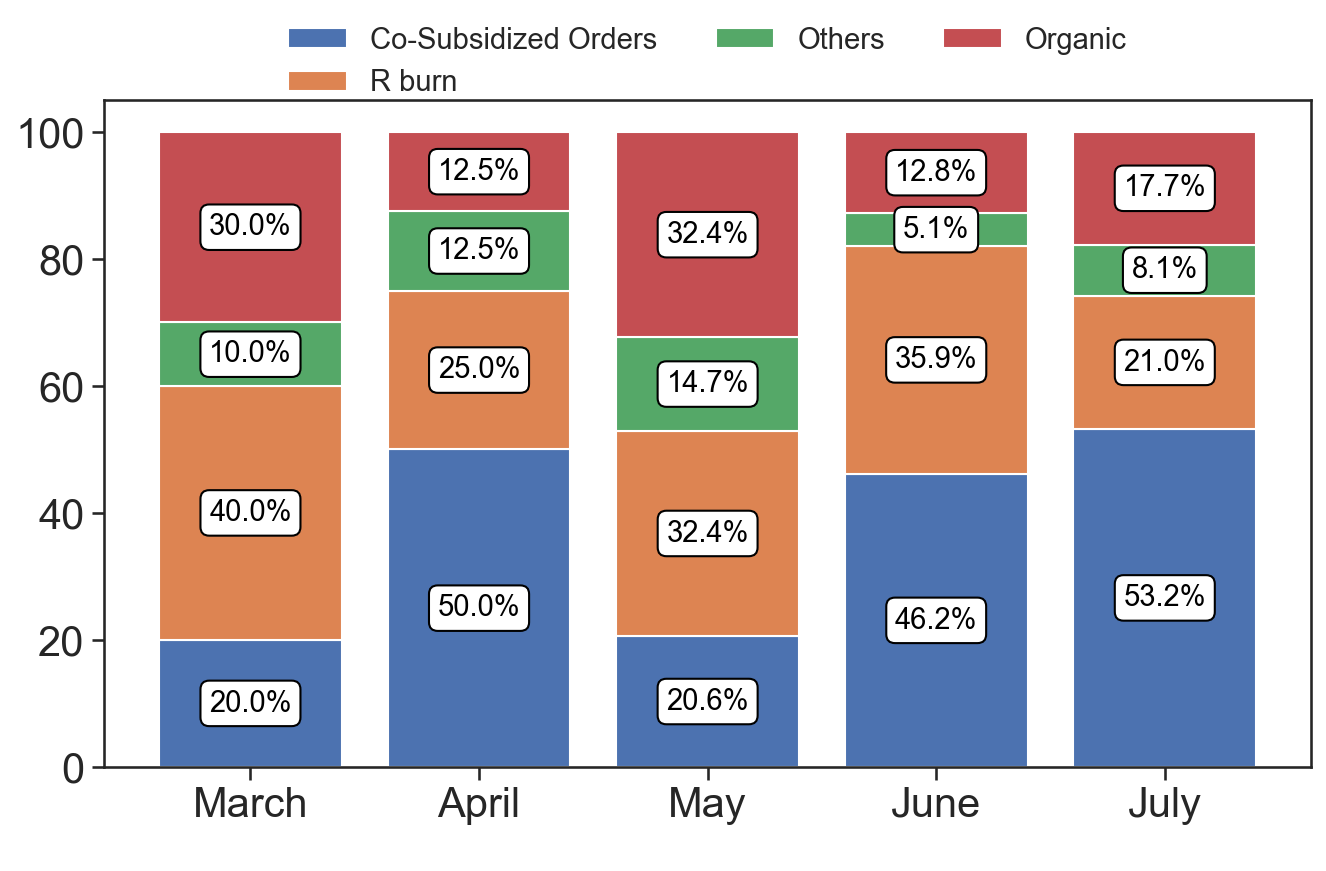 Co-Subsidized Orders Others Organic
R burn
100
12.5% 12.8%
17.7%
30.0% 12.5% 32.4% 5.1%
80
8.1%
10.0% 25.0% 14.7% 35.9% 21.0%
60
40.0% 32.4%
40
50.0% 46.2% 53.2%
20
20.0% 20.6%
0
March April May June July